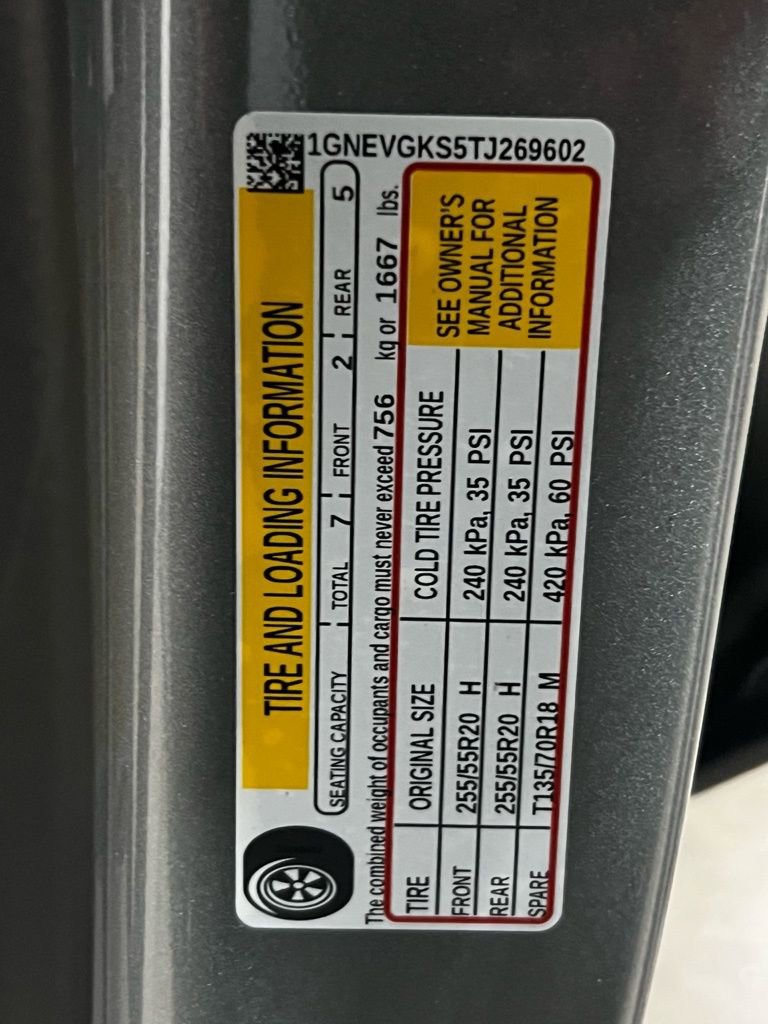 1GNEVGKS5TJ269602
TIRE AND LOADING INFORMATION
SEATING CAPACITY TOTAL 7 FRONT 2 REAR 5
The combined weight of occupants and cargo must never exceed 756 kg or 1667 lbs.
TIRE ORIGINAL SIZE COLD TIRE PRESSURE
FRONT 255/55R20 H 240 kPa, 35 PSI
REAR 255/55R20 H 240 kPa, 35 PSI
SPARE T135/70R18 M 420 kPa, 60 PSI
SEE OWNER'S
MANUAL FOR
ADDITIONAL
INFORMATION